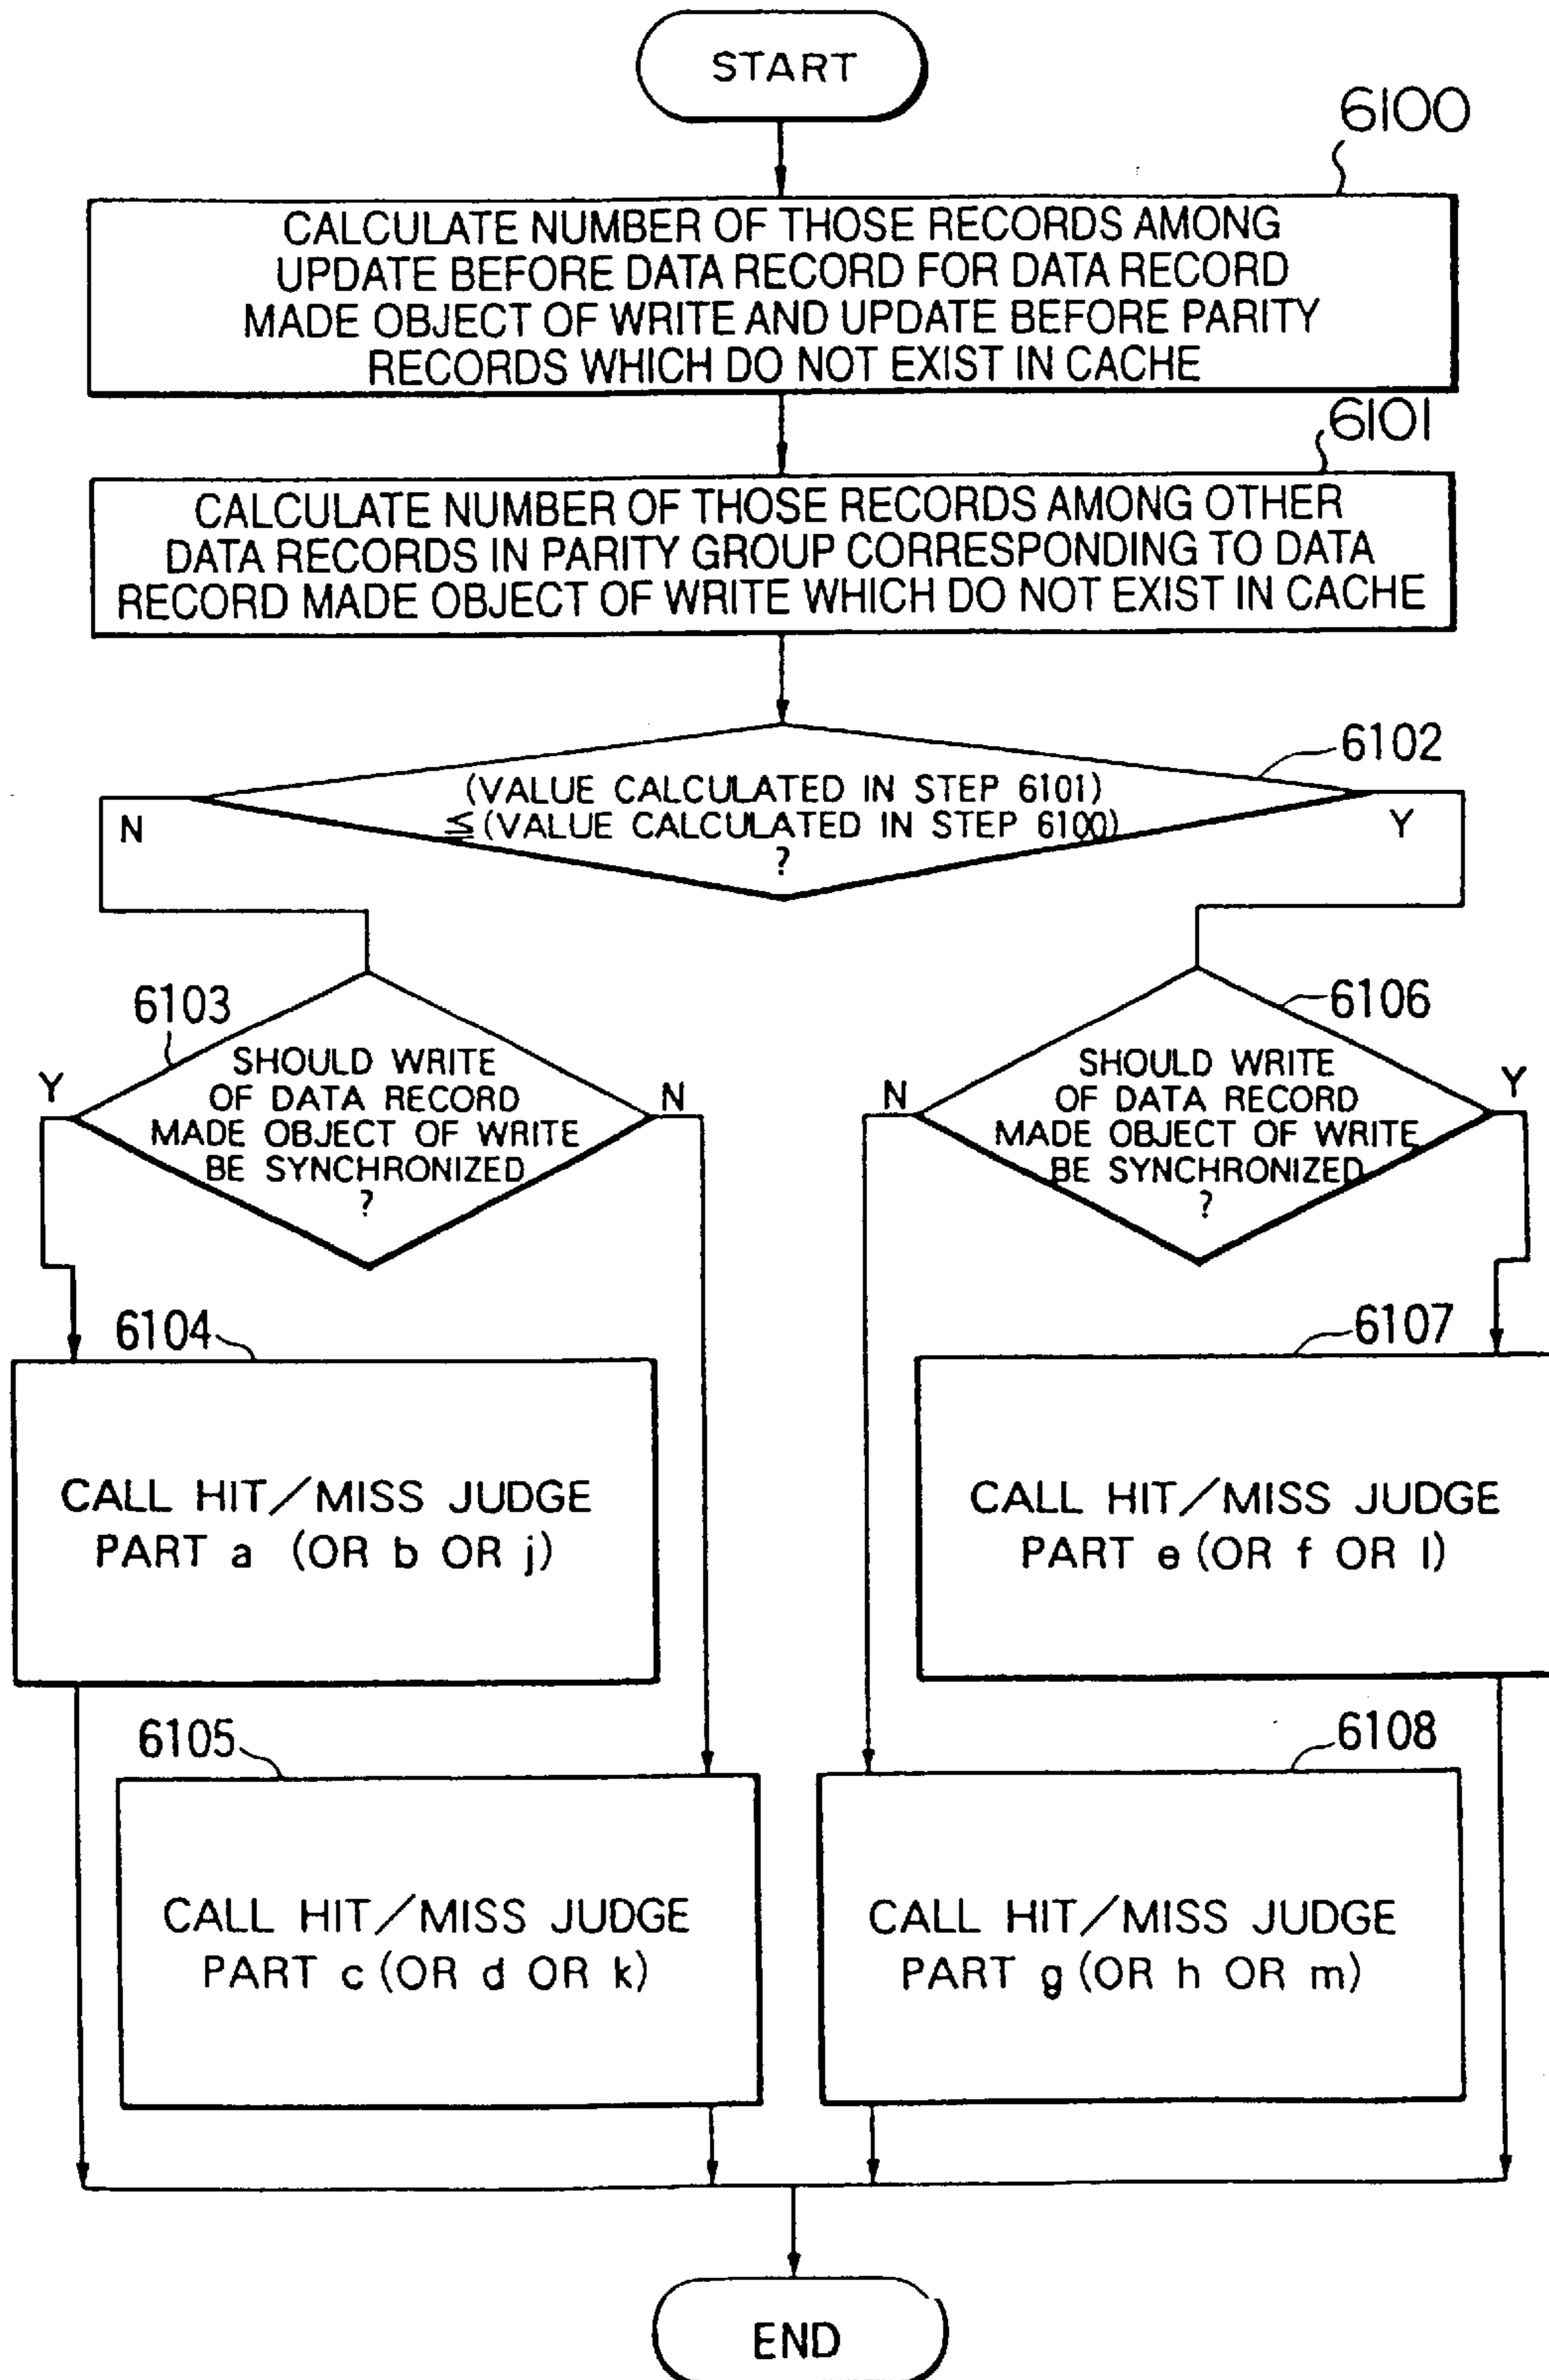 START
6100
CALCULATE NUMBER OF THOSE RECORDS AMONG
UPDATE BEFORE DATA RECORD FOR DATA RECORD
MADE OBJECT OF WRITE AND UPDATE BEFORE PARITY
RECORDS WHICH DO NOT EXIST IN CACHE
6101
CALCULATE NUMBER OF THOSE RECORDS AMONG OTHER
DATA RECORDS IN PARITY GROUP CORRESPONDING TO DATA
RECORD MADE OBJECT OF WRITE WHICH DO NOT EXIST IN CACHE
6102
(VALUE CALCULATED IN STEP 6101)
≦(VALUE CALCULATED IN STEP 6100)
?
N
Y
6103
SHOULD WRITE
OF DATA RECORD
MADE OBJECT OF WRITE
BE SYNCHRONIZED
?
Y
N
6106
SHOULD WRITE
OF DATA RECORD
MADE OBJECT OF WRITE
BE SYNCHRONIZED
?
N
Y
6104
CALL HIT/MISS JUDGE
PART a (OR b OR j)
6107
CALL HIT/MISS JUDGE
PART e (OR f OR l)
6105
CALL HIT/MISS JUDGE
PART c (OR d OR k)
6108
CALL HIT/MISS JUDGE
PART g (OR h OR m)
END